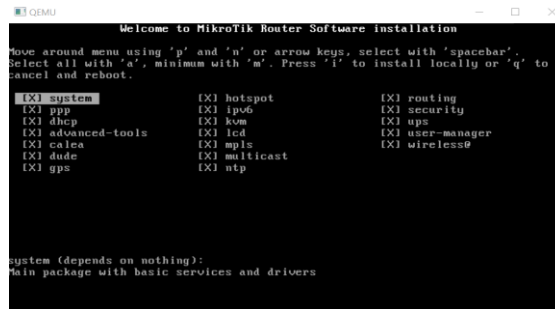 QEMU
Welcome to MikroTik Router Software installation
Move around menu using 'p' and 'n' or arrow keys, select with 'spacebar'.
Select all with 'a', minimum with 'm'. Press 'i' to install locally or 'q' to
cancel and reboot.
[X] system [X] hotspot [X] routing
[X] ppp [X] ipv6 [X] security
[X] dhcp [X] kvm [X] ups
[X] advanced-tools [X] lcd [X] user-manager
[X] calea [X] mpls [X] wireless@
[X] dude [X] multicast
[X] gps [X] ntp
system (depends on nothing):
Main package with basic services and drivers